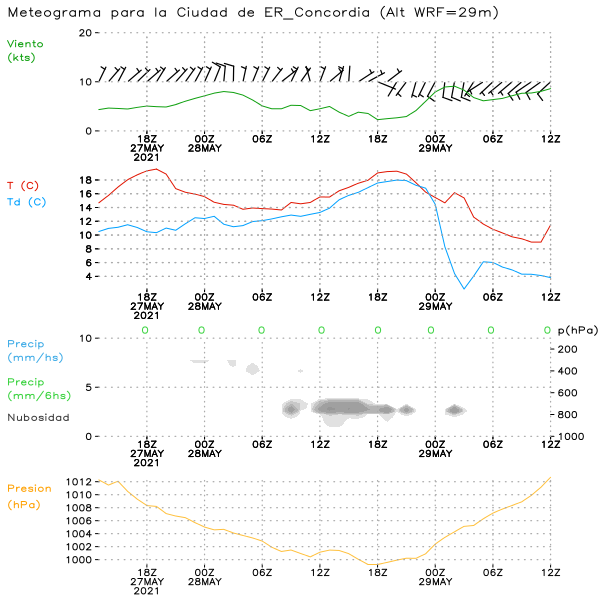 Meteograma para la Ciudad de ER_Concordia (Alt WRF=29m)
Viento
(kts)
20
10
0
18Z 00Z 06Z 12Z 18Z 00Z 06Z 12Z
27MAY 28MAY 29MAY
2021
T (C)
Td (C)
18
16
14
12
10
8
6
4
18Z 00Z 06Z 12Z 18Z 00Z 06Z 12Z
27MAY 28MAY 29MAY
2021
0 0 0 0 0 0 0 0
p(hPa)
Precip
(mm/hs)
Precip
(mm/6hs)
Nubosidad
10
5
0
200
400
600
800
1000
18Z 00Z 06Z 12Z 18Z 00Z 06Z 12Z
27MAY 28MAY 29MAY
2021
Presion
(hPa)
1012
1010
1008
1006
1004
1002
1000
18Z 00Z 06Z 12Z 18Z 00Z 06Z 12Z
27MAY 28MAY 29MAY
2021